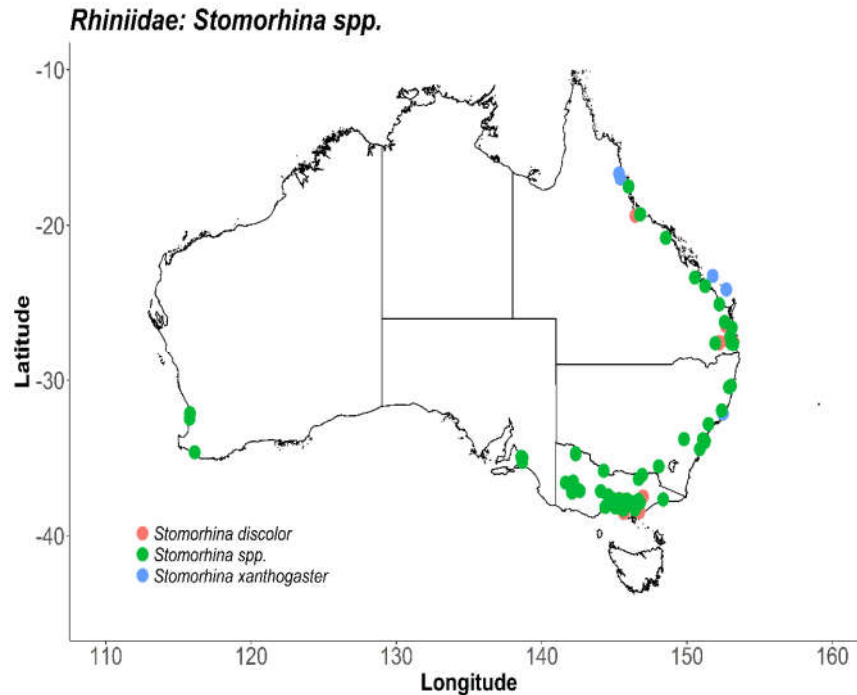 Rhiniidae: Stomorhina spp.
-10
-20
-30
-40
Latitude
Stomorhina discolor
Stomorhina spp.
Stomorhina xanthogaster
110 120 130 140 150 160
Longitude